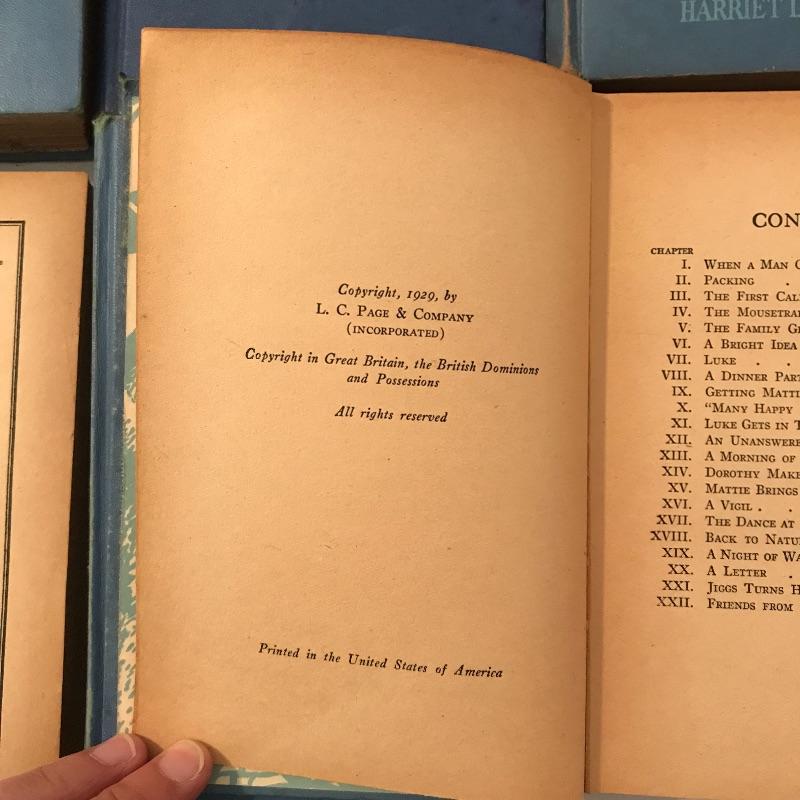 HARRIET
Copyright, 1929, by
L. C. PAGE & COMPANY
(INCORPORATED)
Copyright in Great Britain, the British Dominions
and Possessions
All rights reserved
Printed in the United States of America
CHAPTER
I. WHEN A MAN
II. PACKING .
III. THE FIRST
IV. THE
V. THE FAMILY
VI. A BRIGHT IDEA
VII. LUKE . .
VIII. A DINNER
IX. GETTING
X. “MANY HAPPY
XI. LUKE GETS IN
XII. AN
XIII. A MORNING OF
XIV. DOROTHY
XV. MATTIE BRINGS
XVI. A VIGIL . .
XVII. THE DANCE AT
XVIII. BACK TO
XIX. A NIGHT OF
XX. A LETTER .
XXI. JIGGS TURNS
XXII. FRIENDS FROM